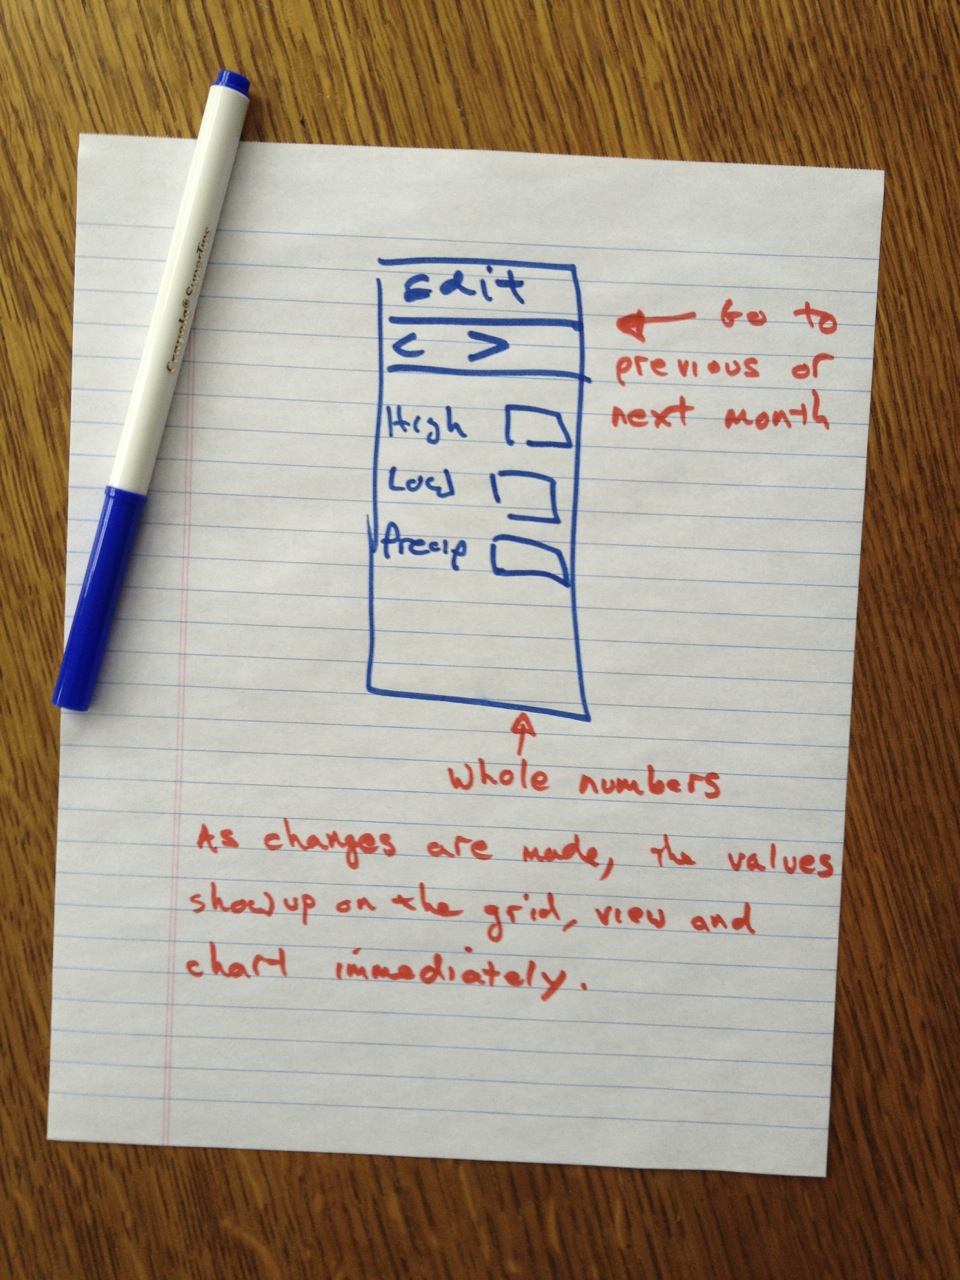 Crayola® SuperTips
Edit
< >
Go to
previous or
next month
High
Low
Precip
Whole numbers
As changes are made, the values
show up on the grid, view and
chart immediately.